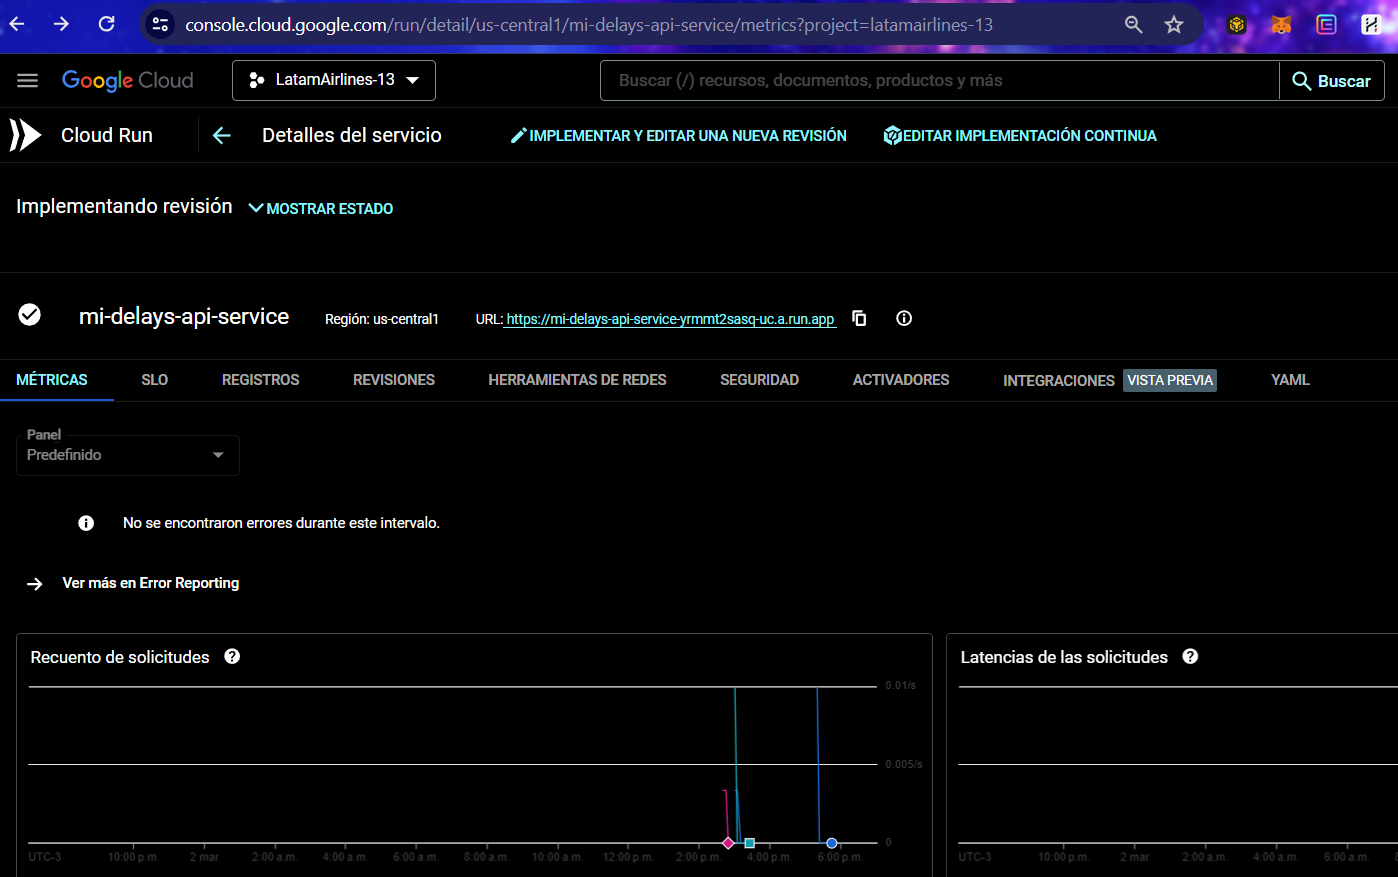 console.cloud.google.com/run/detail/us-central1/mi-delays-api-service/metrics?project=latamairlines-13
Google Cloud
LatamAirlines-13
Buscar (/) recursos, documentos, productos y más
Buscar
Cloud Run
Detalles del servicio
IMPLEMENTAR Y EDITAR UNA NUEVA REVISIÓN
EDITAR IMPLEMENTACIÓN CONTINUA
Implementando revisión
MOSTRAR ESTADO
mi-delays-api-service
Región: us-central1
URL: https://mi-delays-api-service-yrmmt2sasq-uc.a.run.app
MÉTRICAS
SLO
REGISTROS
REVISIONES
HERRAMIENTAS DE REDES
SEGURIDAD
ACTIVADORES
INTEGRACIONES
VISTA PREVIA
YAML
Panel
Predefinido
No se encontraron errores durante este intervalo.
Ver más en Error Reporting
Recuento de solicitudes
0.01/s
0.005/s
0
UTC-3 10:00 p.m. 2 mar 2:00 a.m. 4:00 a.m. 6:00 a.m. 8:00 a.m. 10:00 a.m. 12:00 p.m. 2:00 p.m. 4:00 p.m. 6:00 p.m.
Latencias de las solicitudes
UTC-3 10:00 p.m. 2 mar 2:00 a.m. 4:00 a.m. 6:00 a.m.